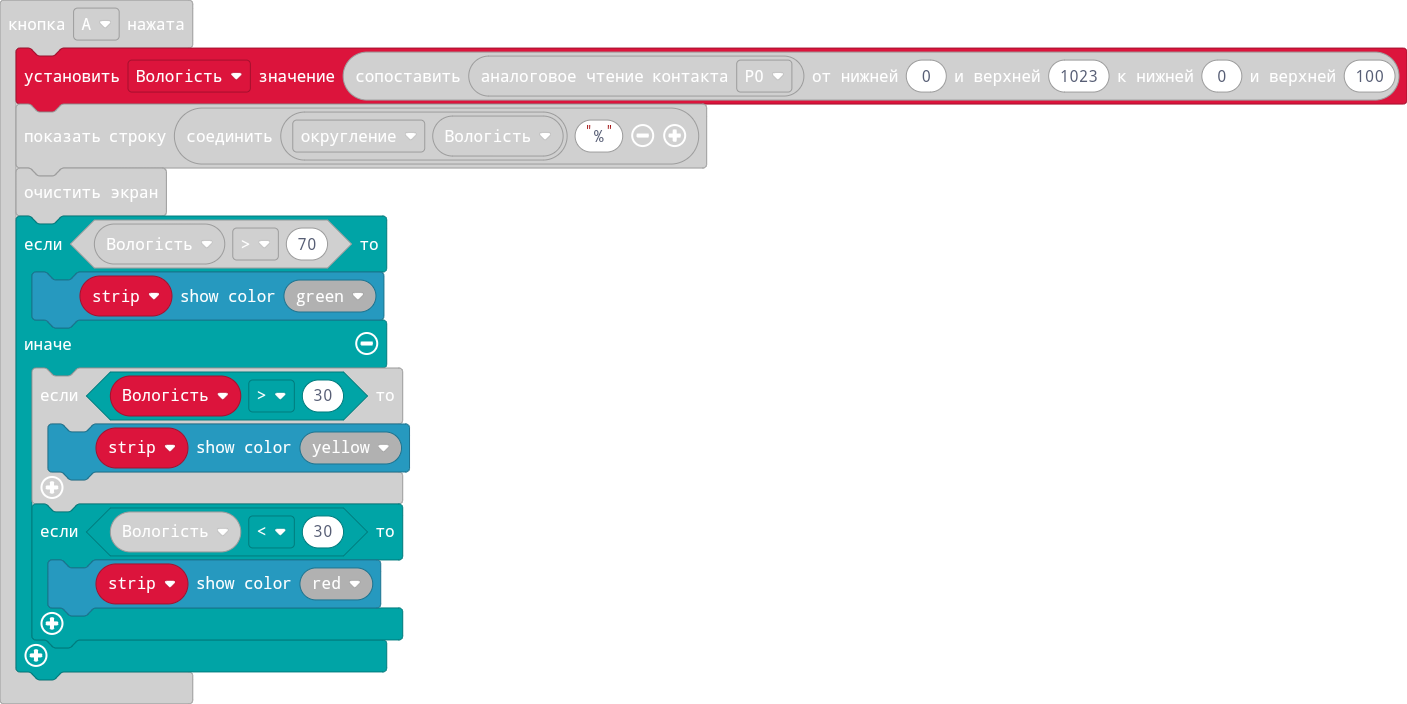 кнопка A нажата
установить Вологість значение сопоставить аналоговое чтение контакта P0 от нижней 0 и верхней 1023 к нижней 0 и верхней 100
показать строку соединить округление Вологість "%"
очистить экран
если Вологість > 70 то
strip show color green
иначе
если Вологість > 30 то
strip show color yellow
если Вологість < 30 то
strip show color red